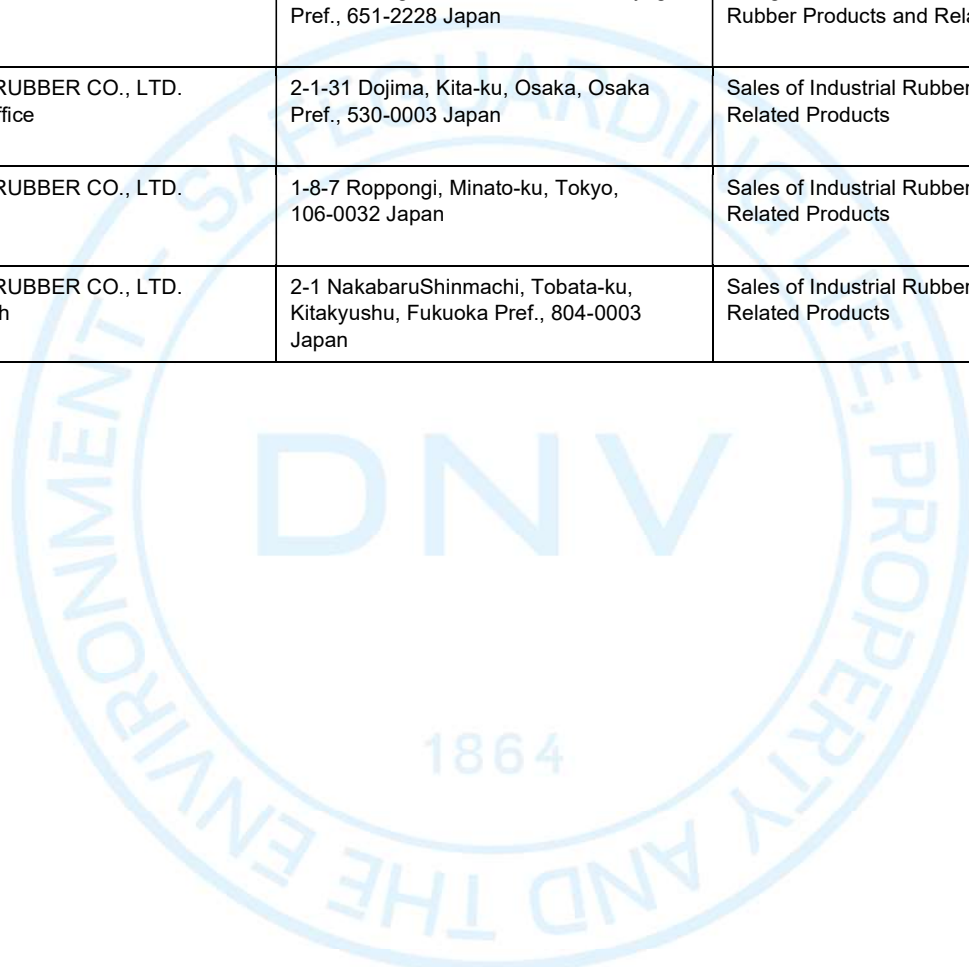 Pref., 651-2228 Japan
Rubber Products and Rel
RUBBER CO., LTD.
2-1-31 Dojima, Kita-ku, Osaka, Osaka
Pref., 530-0003 Japan
Sales of Industrial Rubber
Related Products
RUBBER CO., LTD.
1-8-7 Roppongi, Minato-ku, Tokyo,
106-0032 Japan
Sales of Industrial Rubber
Related Products
RUBBER CO., LTD.
2-1 NakabaruShinmachi, Tobata-ku,
Kitakyushu, Fukuoka Pref., 804-0003
Japan
Sales of Industrial Rubber
Related Products
SAFEGUARDING LIFE, PROPERTY AND THE ENVIRONMENT –
DNV
1864